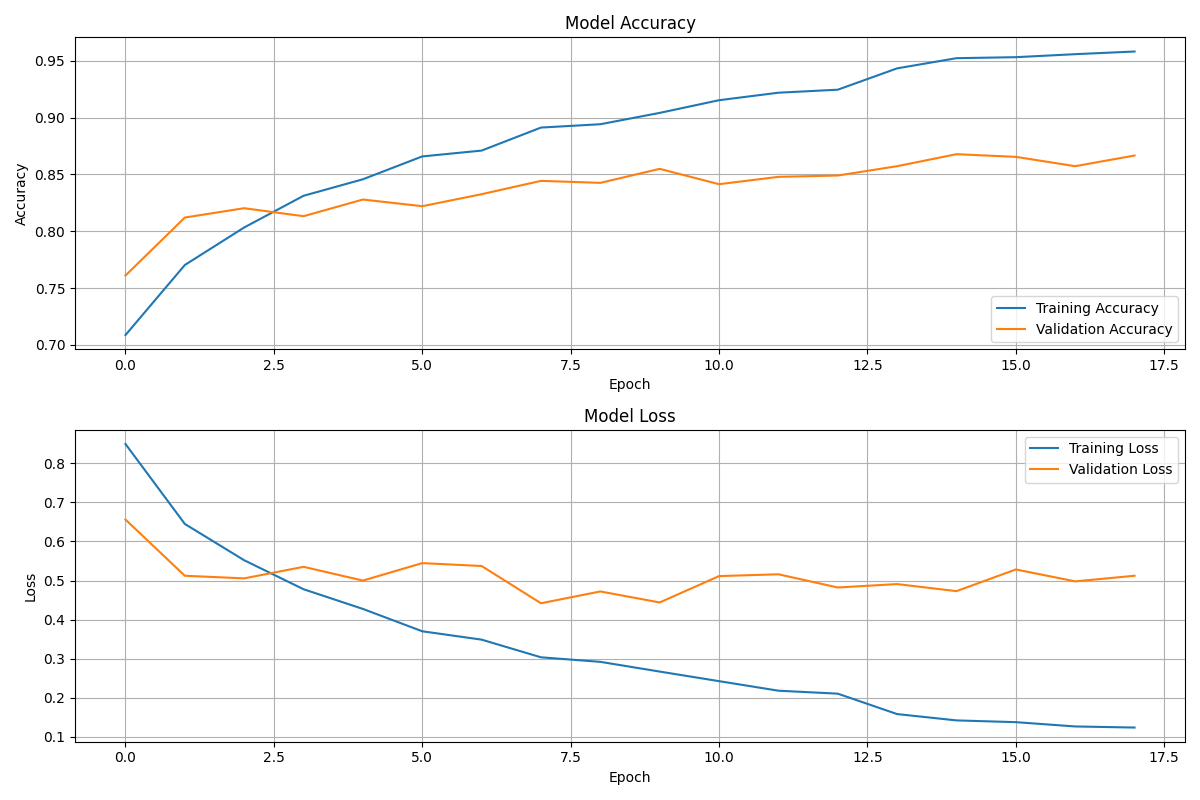 Model Accuracy
0.95
0.90
0.85
0.80
0.75
0.70
Accuracy
Training Accuracy
Validation Accuracy
0.0 2.5 5.0 7.5 10.0 12.5 15.0 17.5
Epoch
Model Loss
0.8
0.7
0.6
0.5
0.4
0.3
0.2
0.1
Loss
Training Loss
Validation Loss
0.0 2.5 5.0 7.5 10.0 12.5 15.0 17.5
Epoch